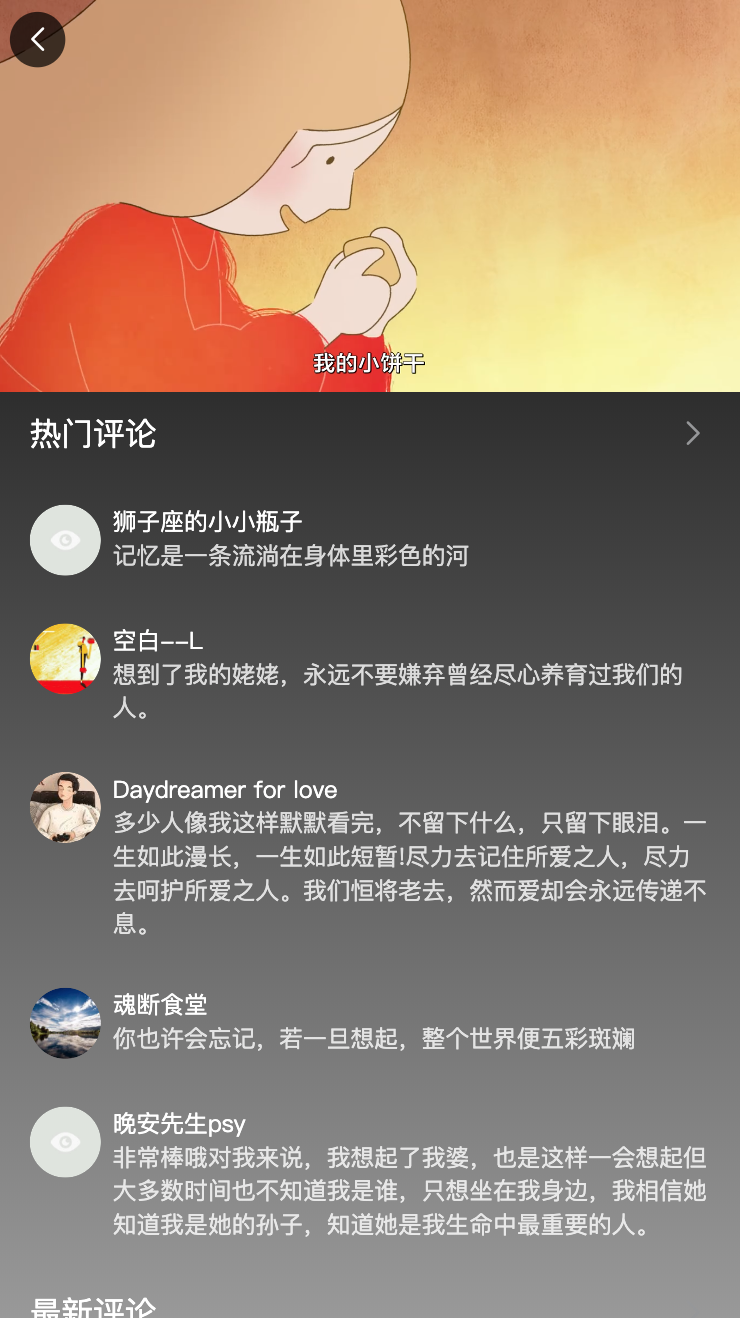 我的小饼干
热门评论
狮子座的小小瓶子
记忆是一条流淌在身体里彩色的河
空白--L
想到了我的姥姥，永远不要嫌弃曾经尽心养育过我们的
人。
Daydreamer for love
多少人像我这样默默看完，不留下什么，只留下眼泪。一
生如此漫长，一生如此短暂!尽力去记住所爱之人，尽力
去呵护所爱之人。我们恒将老去，然而爱却会永远传递不
息。
魂断食堂
你也许会忘记，若一旦想起，整个世界便五彩斑斓
晚安先生psy
非常棒哦对我来说，我想起了我婆，也是这样一会想起但
大多数时间也不知道我是谁，只想坐在我身边，我相信她
知道我是她的孙子，知道她是我生命中最重要的人。
最新评论